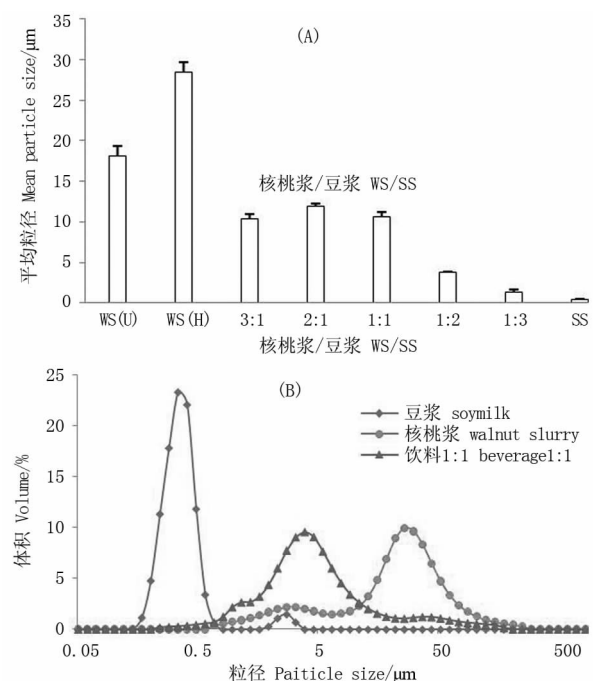 (A)
平均粒径 Mean particle size/μm
35
30
25
20
15
10
5
0
核桃浆/豆浆 WS/SS
WS(U) WS(H) 3:1 2:1 1:1 1:2 1:3 SS
核桃浆/豆浆 WS/SS
(B)
体积 Volume/%
25
20
15
10
5
0
豆浆 soymilk
核桃浆 walnut slurry
饮料1:1 beverage1:1
0.05 0.5 5 50 500
粒径 Paiticle size/μm